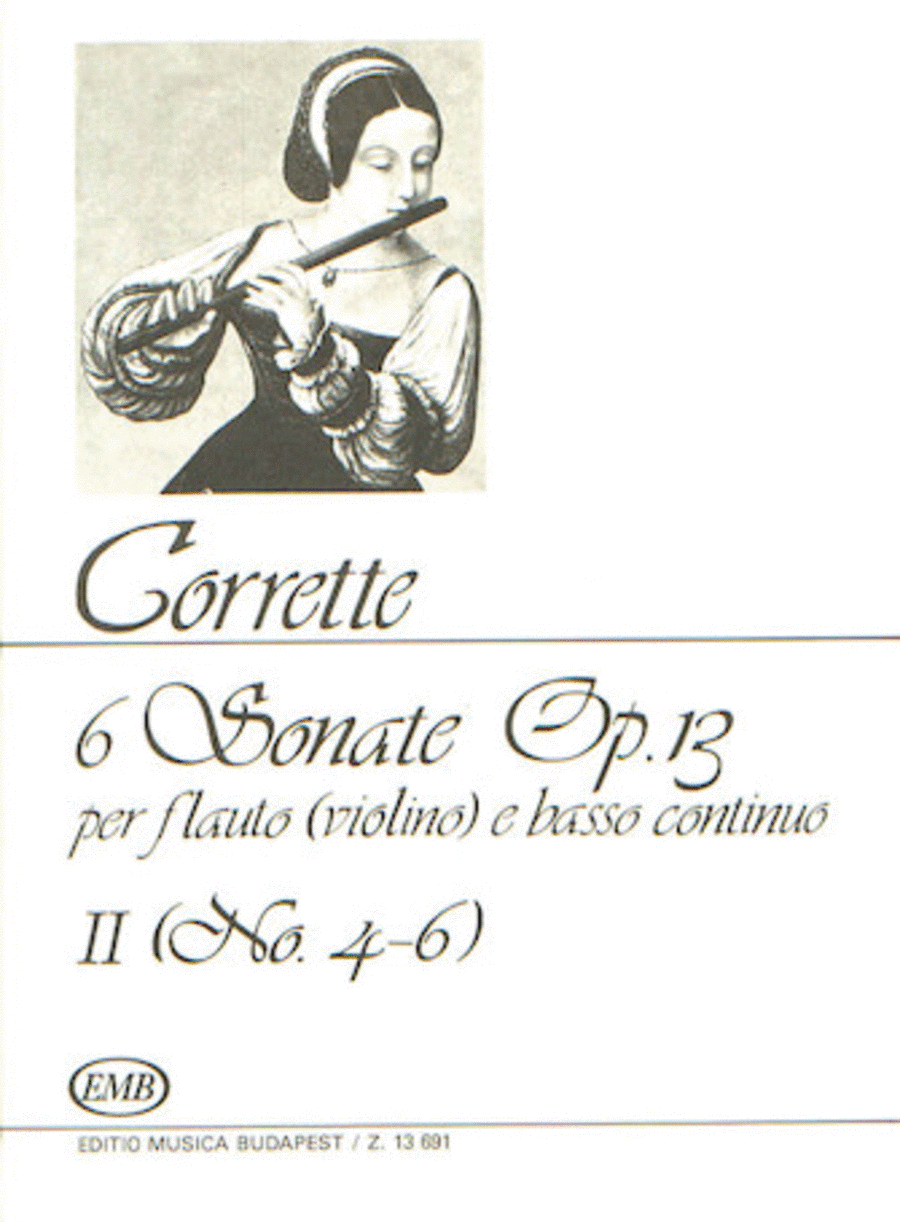 Corrette
6 Sonate Op. 13
per flauto (violino) e basso continuo
II (No. 4-6)
EMB
EDITIO MUSICA BUDAPEST / Z. 13 691